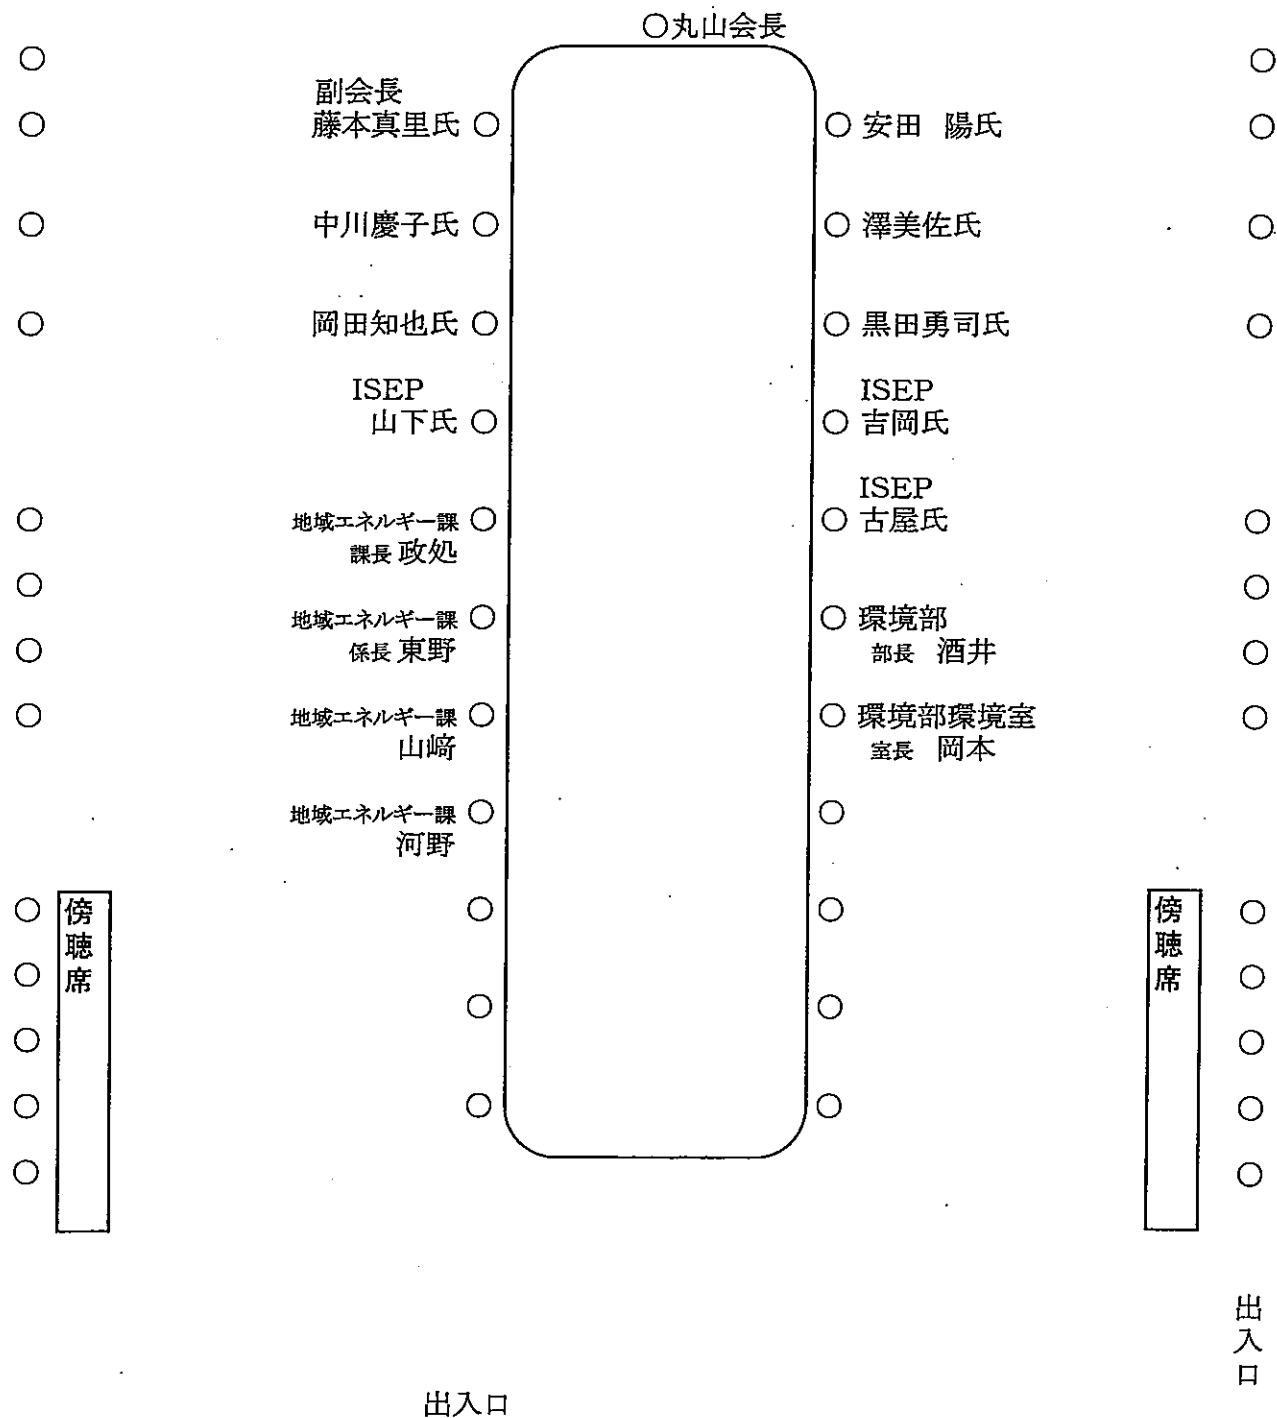 〇丸山会長
副会長
藤本真里氏 〇
中川慶子氏 〇
岡田知也氏 〇
ISEP
山下氏 〇
地域エネルギー課 〇
課長 政処
地域エネルギー課 〇
係長 東野
地域エネルギー課 〇
山﨑
地域エネルギー課 〇
河野
〇 安田 陽氏
〇 澤美佐氏
〇 黒田勇司氏
ISEP
〇 吉岡氏
ISEP
〇 古屋氏
〇 環境部
部長 酒井
〇 環境部環境室
室長 岡本
傍聴席
傍聴席
出入口
出入口